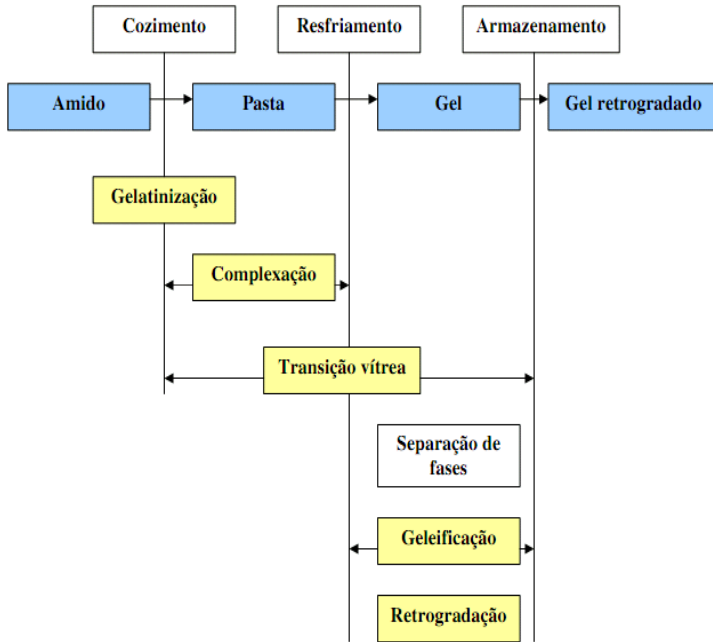 Cozimento
Resfriamento
Armazenamento
Amido
Pasta
Gel
Gel retrogradado
Gelatinização
Complexação
Transição vítrea
Separação de
fases
Geleificação
Retrogradação